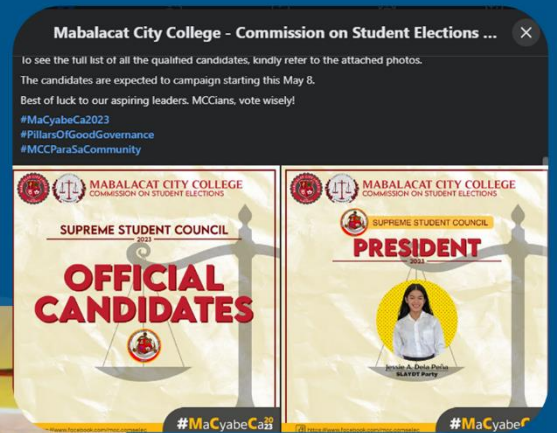 Mabalacat City College - Commission on Student Elections ...
To see the full list of all the qualified candidates, kindly refer to the attached photos.
The candidates are expected to campaign starting this May 8.
Best of luck to our aspiring leaders. MCCians, vote wisely!
#MaCyabeCa2023
#PillarsOfGoodGovernance
#MCCParaSaCommunity
MABALACAT CITY COLLEGE
COMMISSION ON STUDENT ELECTIONS
SUPREME STUDENT COUNCIL
2023
OFFICIAL
CANDIDATES
#MaCyabeCa23
MABALACAT CITY COLLEGE
COMMISSION ON STUDENT ELECTIONS
SUPREME STUDENT COUNCIL
PRESIDENT
2023
Jessie A. Dela Peña
SLAYDT Party
#MaCyabeC